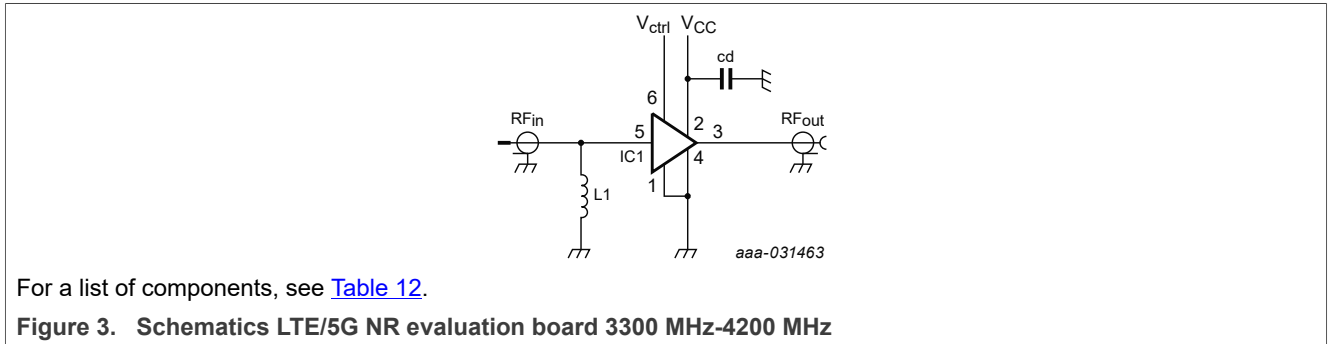 Vctrl VCC
cd
6
RFin
5
2
3
RFout
IC1
4
1
L1
aaa-031463
For a list of components, see Table 12.
Figure 3. Schematics LTE/5G NR evaluation board 3300 MHz-4200 MHz